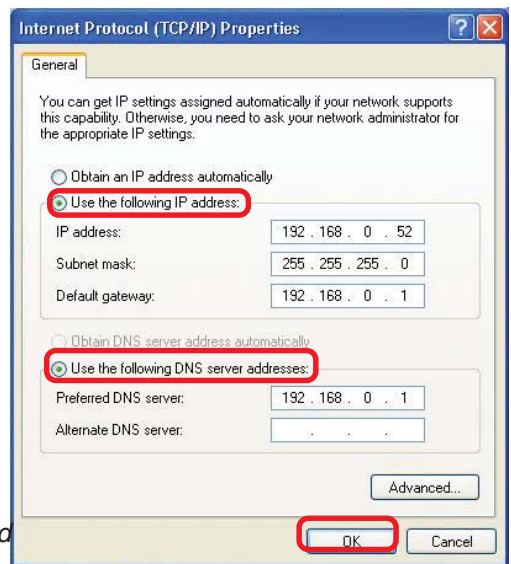 Internet Protocol (TCP/IP) Properties
General
You can get IP settings assigned automatically if your network supports
this capability. Otherwise, you need to ask your network administrator for
the appropriate IP settings.
Obtain an IP address automatically
Use the following IP address:
IP address: 192 . 168 . 0 . 52
Subnet mask: 255 . 255 . 255 . 0
Default gateway: 192 . 168 . 0 . 1
Obtain DNS server address automatically
Use the following DNS server addresses:
Preferred DNS server: 192 . 168 . 0 . 1
Alternate DNS server: . . .
Advanced...
OK Cancel